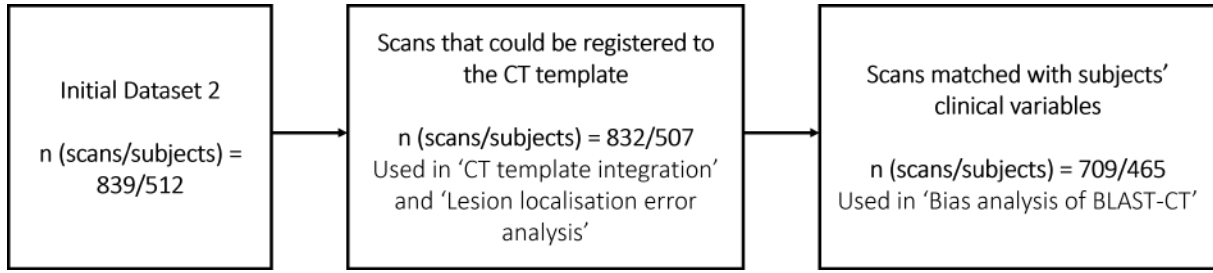 Initial Dataset 2
n (scans/subjects) =
839/512
Scans that could be registered to
the CT template
n (scans/subjects) = 832/507
Used in ‘CT template integration’
and ‘Lesion localisation error
analysis’
Scans matched with subjects’
clinical variables
n (scans/subjects) = 709/465
Used in ‘Bias analysis of BLAST-CT’